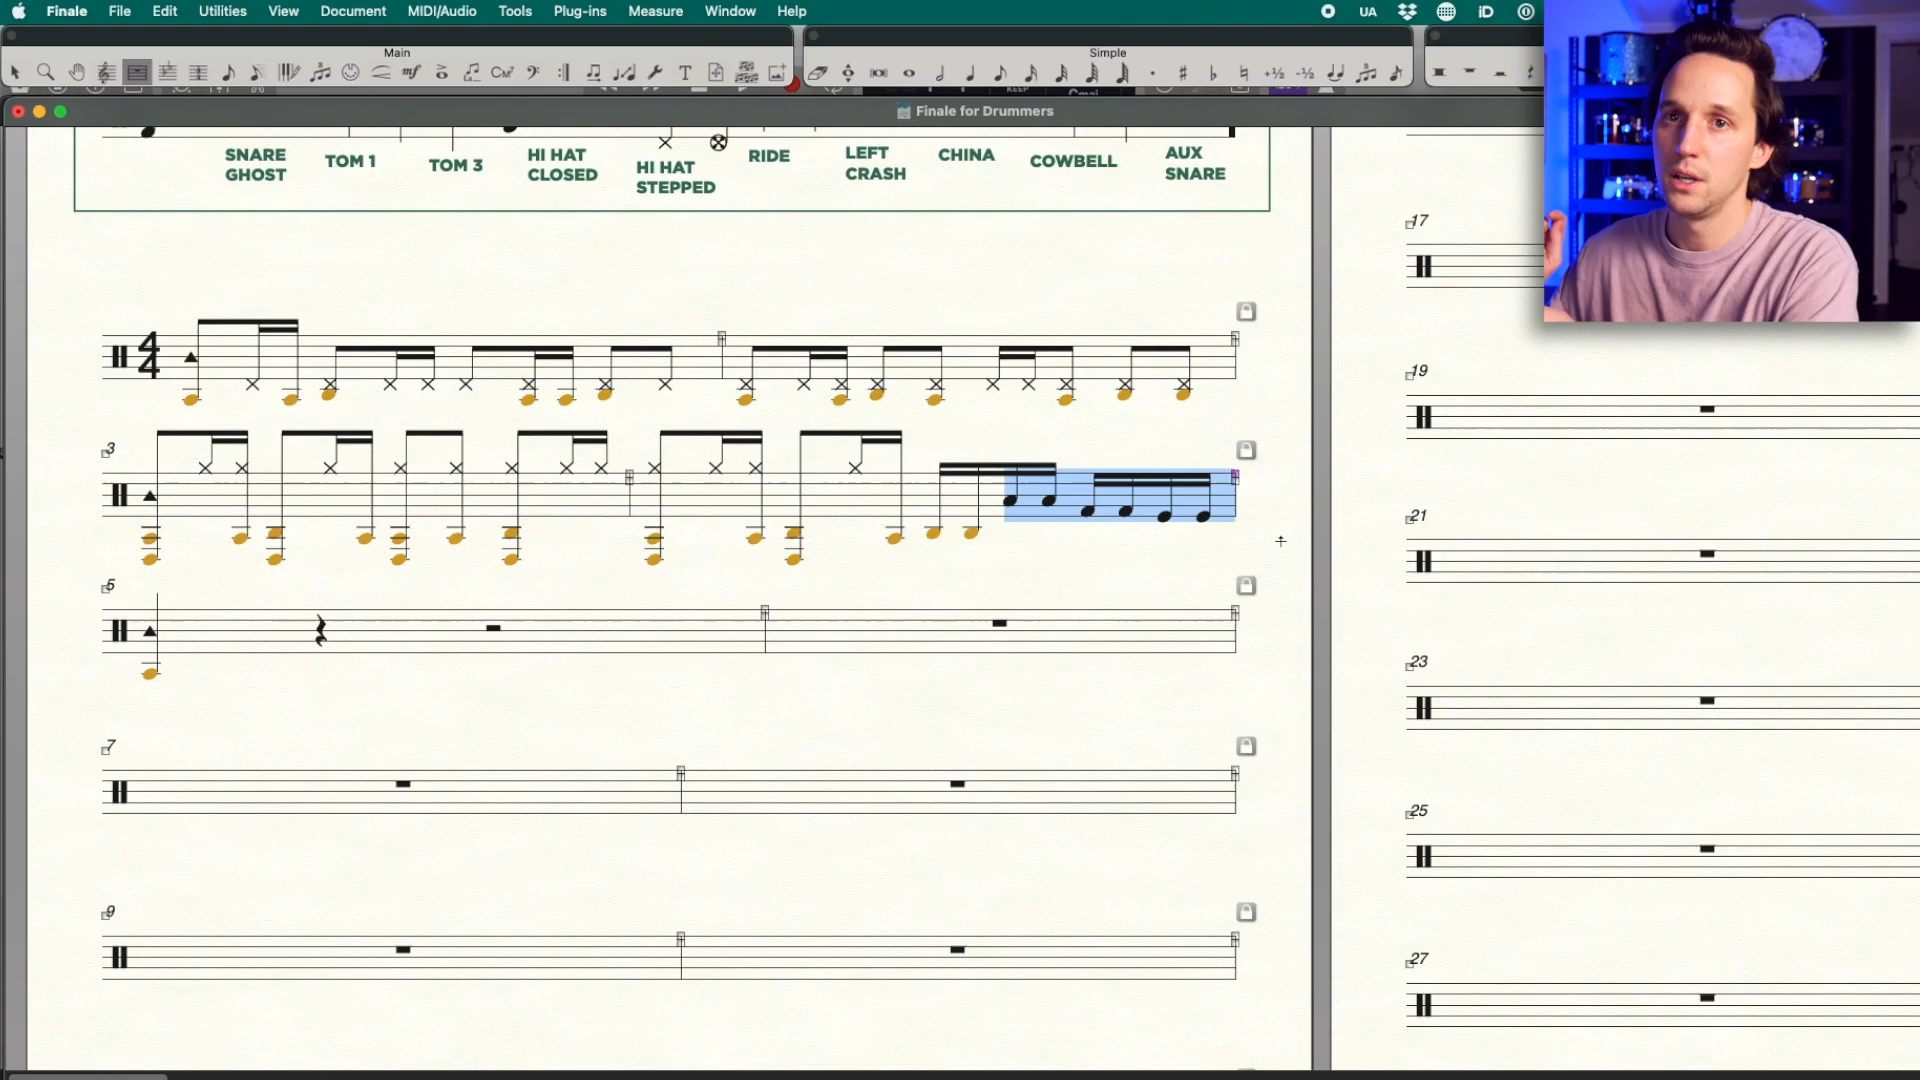 Finale File Edit Utilities View Document MIDI/Audio Tools Plug-ins Measure Window Help UA iD
Main Simple
Finale for Drummers
SNARE GHOST
TOM 1
TOM 3
HI HAT CLOSED
HI HAT STEPPED
RIDE
LEFT CRASH
CHINA
COWBELL
AUX SNARE
4
4
3
5
7
9
17
19
21
23
25
27